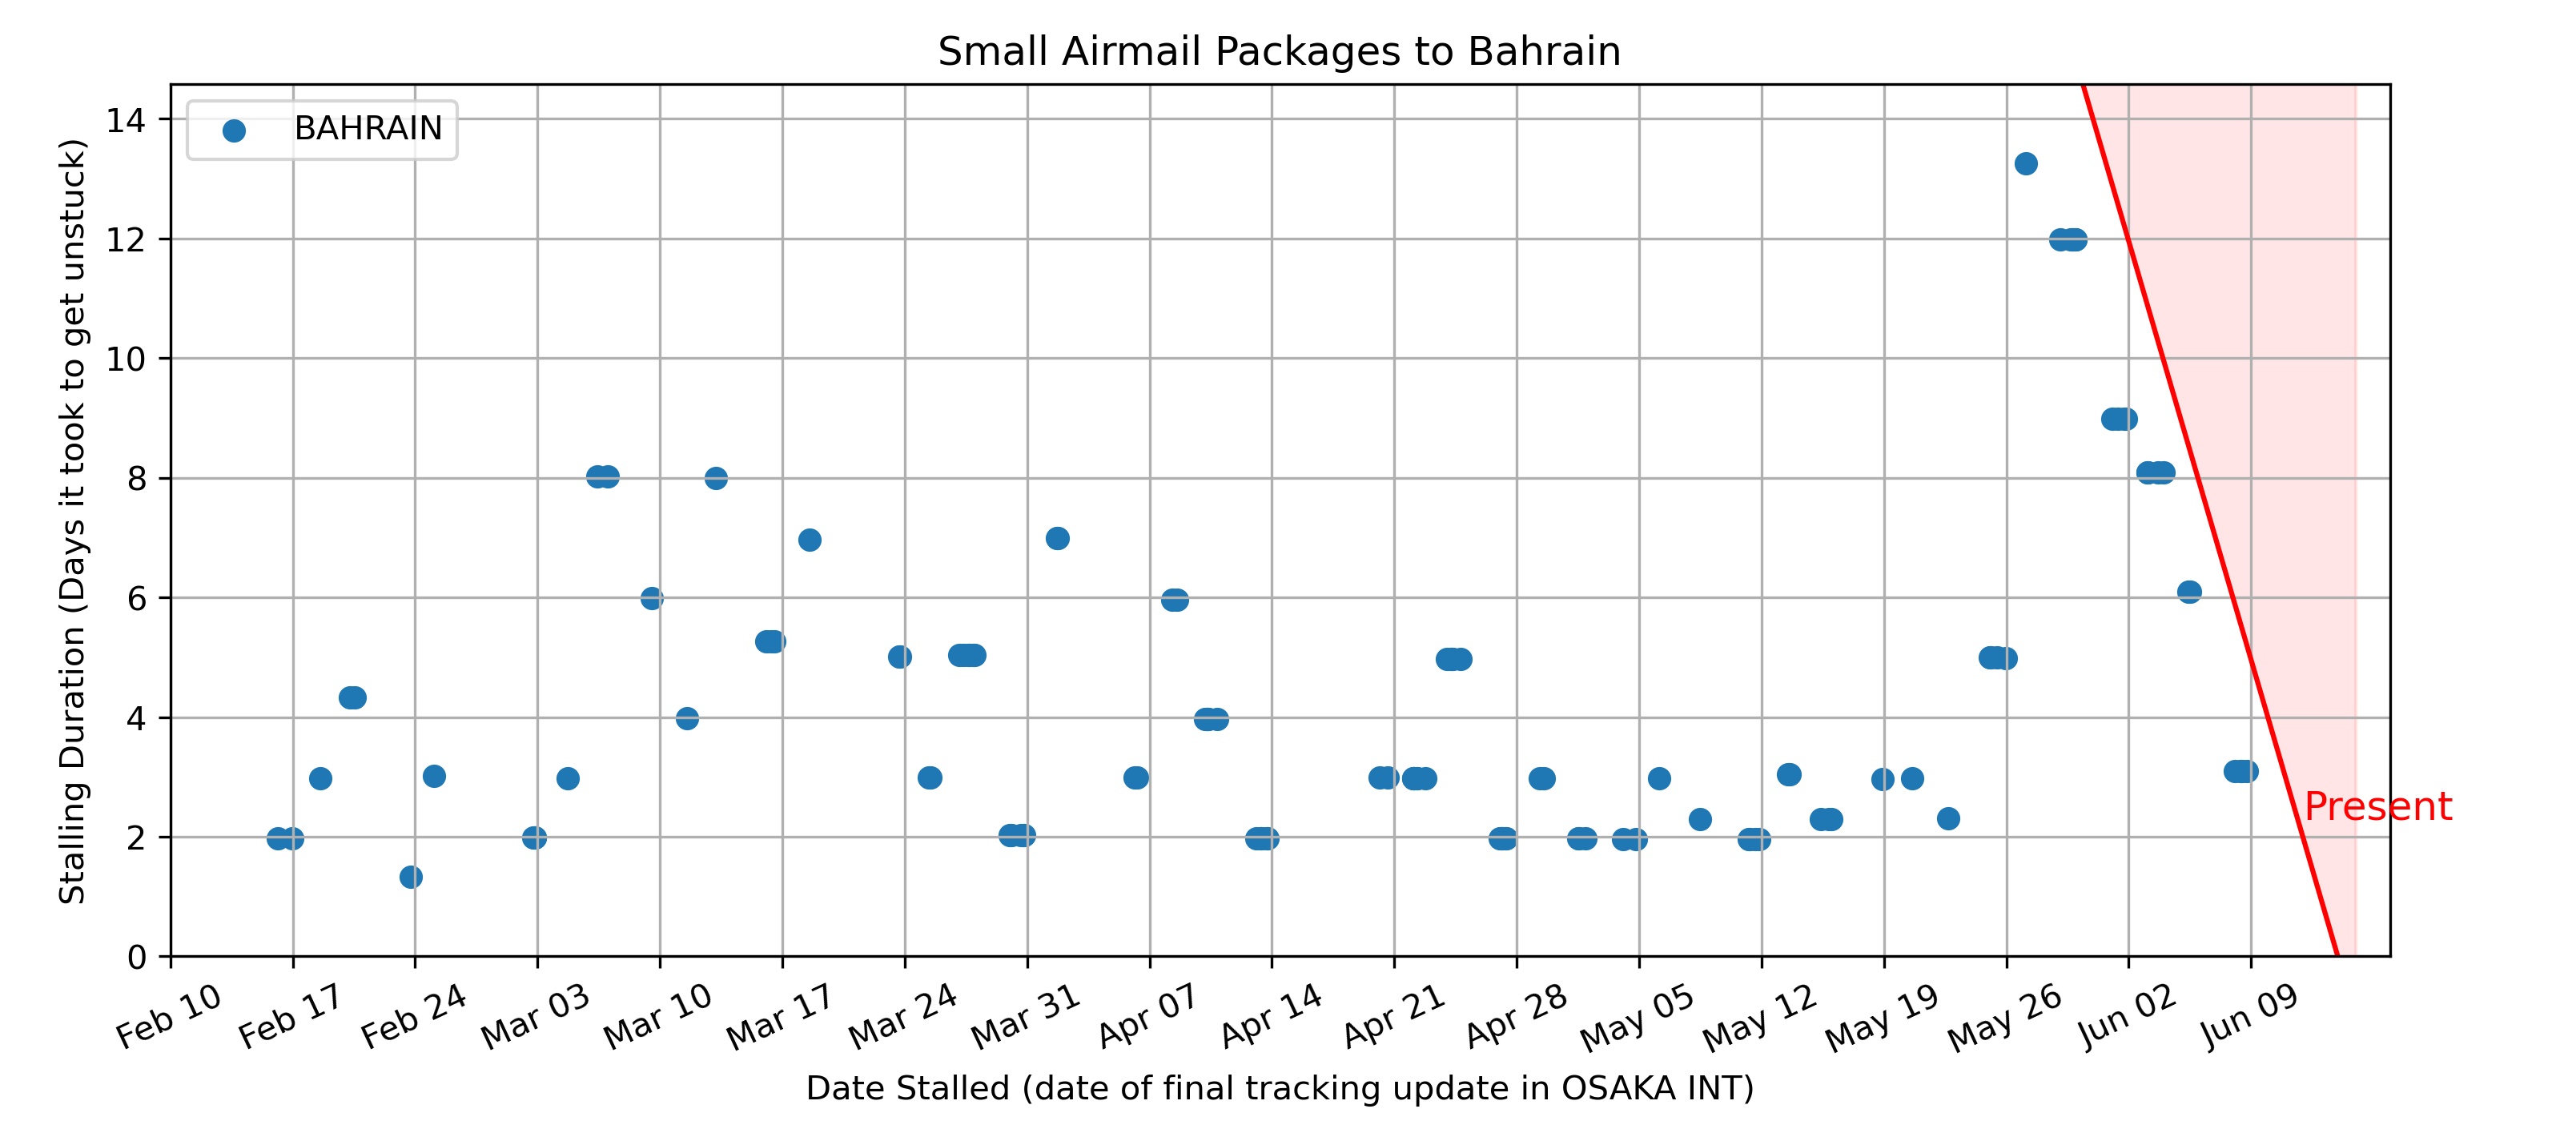 Small Airmail Packages to Bahrain
BAHRAIN
Stalling Duration (Days it took to get unstuck)
14
12
10
8
6
4
2
0
Present
Feb 10
Feb 17
Feb 24
Mar 03
Mar 10
Mar 17
Mar 24
Mar 31
Apr 07
Apr 14
Apr 21
Apr 28
May 05
May 12
May 19
May 26
Jun 02
Jun 09
Date Stalled (date of final tracking update in OSAKA INT)